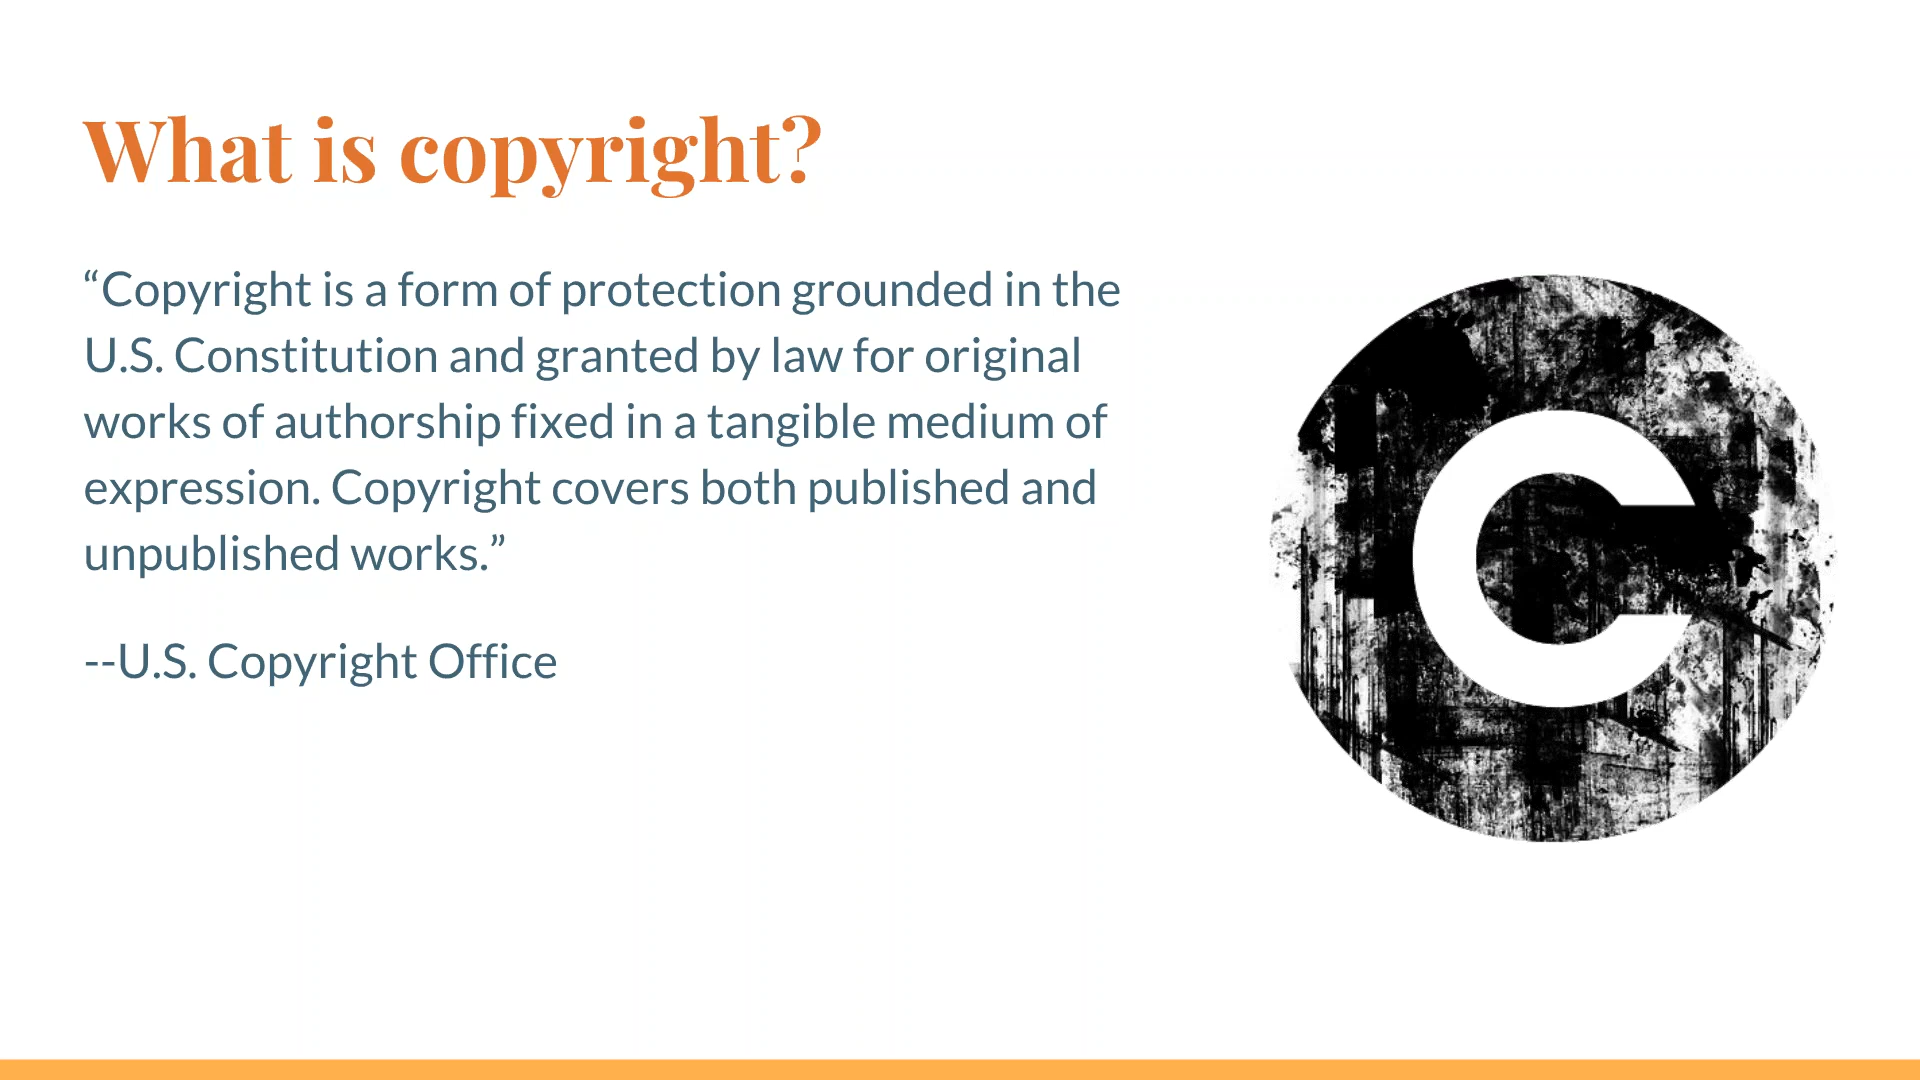 What is copyright?
“Copyright is a form of protection grounded in the
U.S. Constitution and granted by law for original
works of authorship fixed in a tangible medium of
expression. Copyright covers both published and
unpublished works.”
--U.S. Copyright Office
C